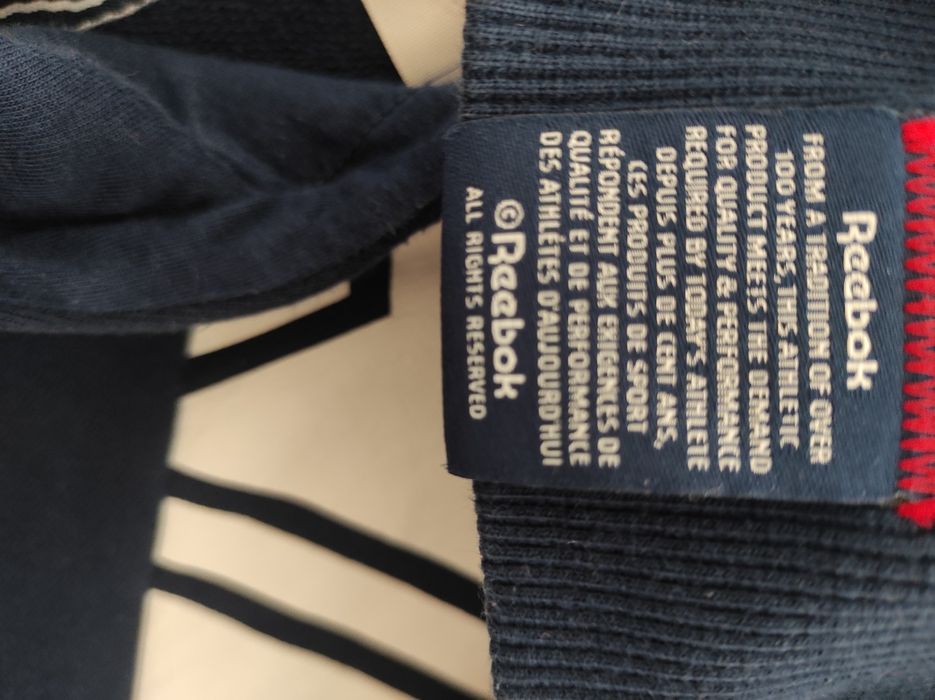 Reebok
FROM A TRADITION OF OVER
100 YEARS, THIS ATHLETIC
PRODUCT MEETS THE DEMAND
FOR QUALITY & PERFORMANCE
REQUIRED BY TODAY'S ATHLETE
DEPUIS PLUS DE CENT ANS,
CES PRODUITS DE SPORT
RÉPONDENT AUX EXIGENCES DE
QUALITÉ ET DE PERFORMANCE
DES ATHLÉTES D'AUJOURD'HUI
©Reebok
ALL RIGHTS RESERVED